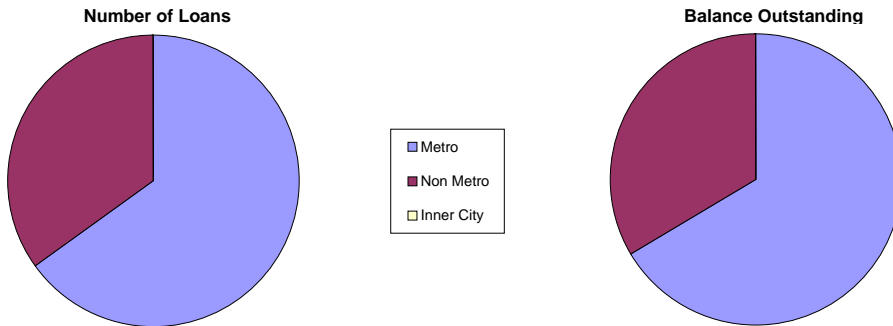 Number of Loans
Balance Outstanding
Metro
Non Metro
Inner City